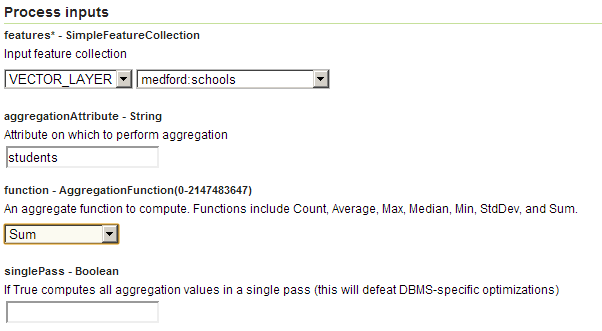 Process inputs
features* - SimpleFeatureCollection
Input feature collection
VECTOR_LAYER medford:schools
aggregationAttribute - String
Attribute on which to perform aggregation
students
function - AggregationFunction(0-2147483647)
An aggregate function to compute. Functions include Count, Average, Max, Median, Min, StdDev, and Sum.
Sum
singlePass - Boolean
If True computes all aggregation values in a single pass (this will defeat DBMS-specific optimizations)